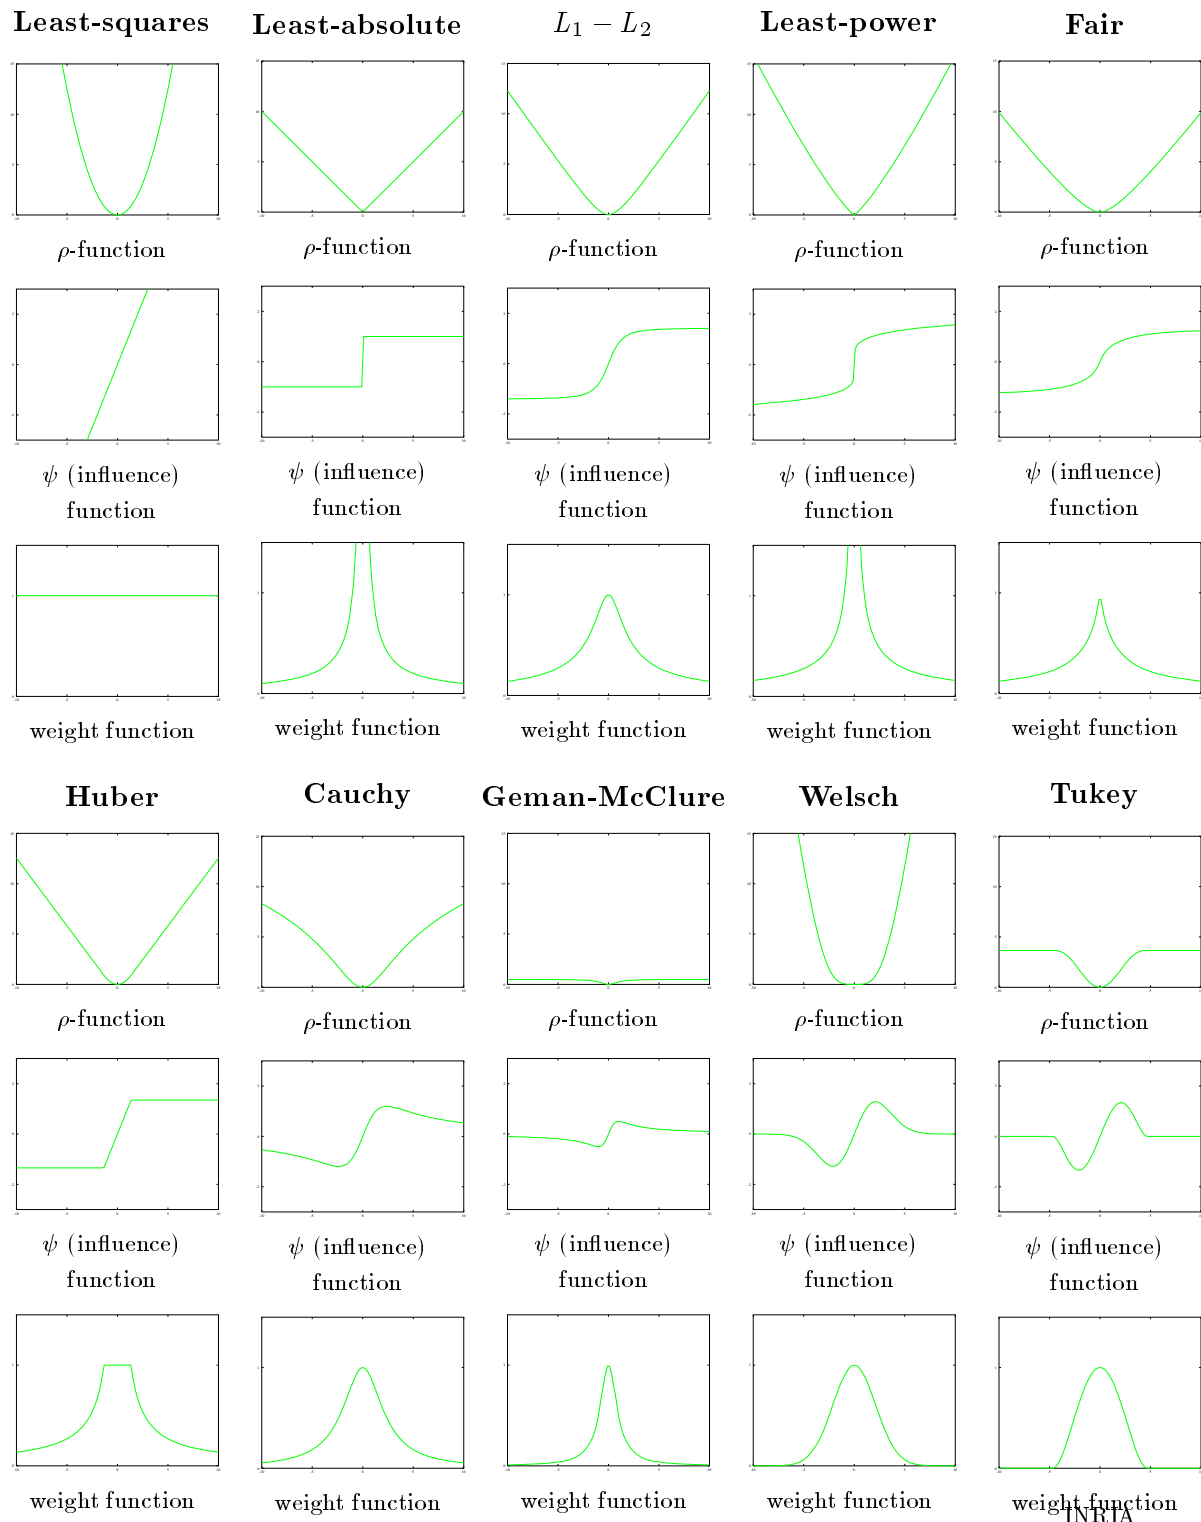 Least-squares Least-absolute L₁ − L₂ Least-power Fair
ρ-function ρ-function ρ-function ρ-function ρ-function
ψ (influence) ψ (influence) ψ (influence) ψ (influence) ψ (influence)
function function function function function
weight function weight function weight function weight function weight function
Huber Cauchy Geman-McClure Welsch Tukey
ρ-function ρ-function ρ-function ρ-function ρ-function
ψ (influence) ψ (influence) ψ (influence) ψ (influence) ψ (influence)
function function function function function
weight function weight function weight function weight function weight function
INRIA